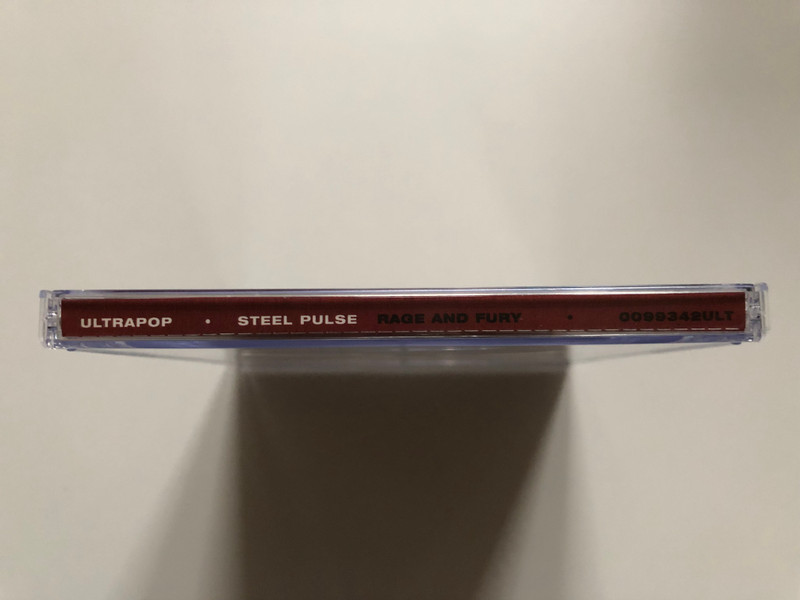 ULTRAPOP • STEEL PULSE RAGE AND FURY • 0099342ULT